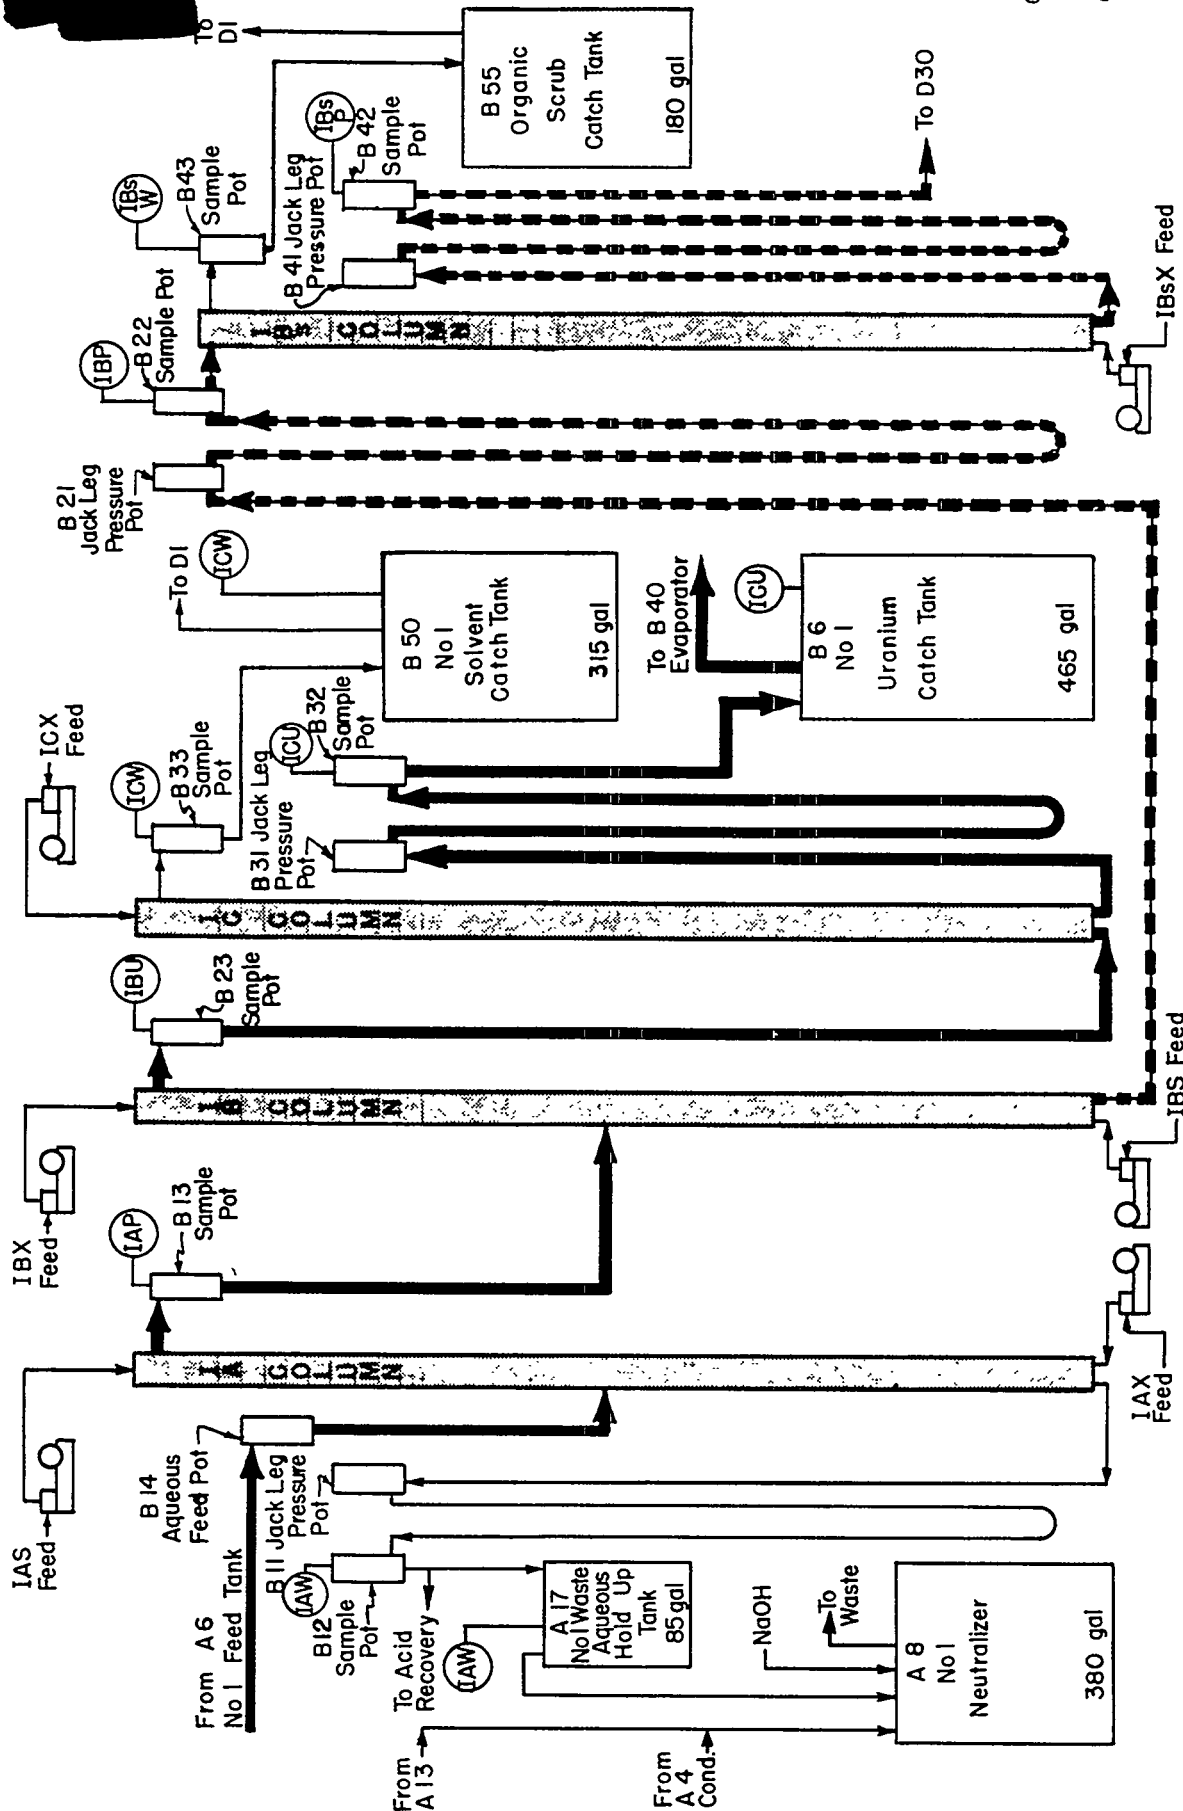 IAS
Feed
IBX
Feed
ICX
Feed
From A6
No 1 Feed Tank
B 14
Aqueous
Feed Pot
B 11 Jack Leg
Pressure
Pot
IAW
B12
Sample
Pot
To Acid
Recovery
IAW
A 17
No 1 Waste
Aqueous
Hold Up
Tank
85 gal
From
A 13
From
A 4
Cond.
NaOH
To
Waste
A 8
No 1
Neutralizer
380 gal
IA COLUMN
IAX
Feed
IAP
B 13
Sample
Pot
IB COLUMN
IBS Feed
IBU
B 23
Sample
Pot
IC COLUMN
ICW
B33
Sample
Pot
B 31 Jack Leg
Pressure
Pot
ICU
B 32
Sample
Pot
To D1
ICW
B 50
No 1
Solvent
Catch Tank
315 gal
To B 40
Evaporator
ICU
B 6
No 1
Uranium
Catch Tank
465 gal
B 21
Jack Leg
Pressure
Pot
IBP
B22
Sample Pot
IBs COLUMN
IBsX Feed
IBs
W
B43
Sample
Pot
B 41 Jack Leg
Pressure Pot
IBs
P
B 42
Sample
Pot
To
D1
B 55
Organic
Scrub
Catch Tank
180 gal
To D30